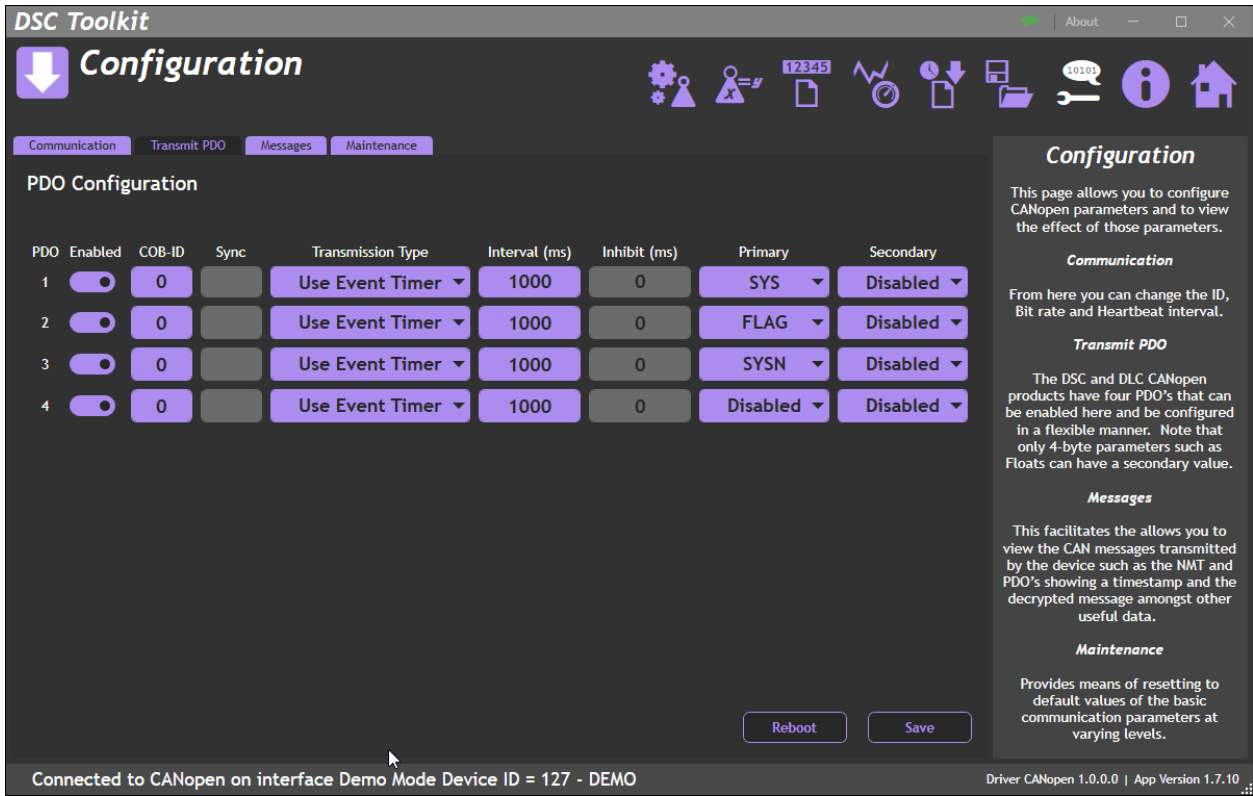 DSC Toolkit
About
Configuration
12345
10101
x=y
Communication Transmit PDO Messages Maintenance
PDO Configuration
PDO Enabled COB-ID Sync Transmission Type Interval (ms) Inhibit (ms) Primary Secondary
1 0 Use Event Timer 1000 0 SYS Disabled
2 0 Use Event Timer 1000 0 FLAG Disabled
3 0 Use Event Timer 1000 0 SYSN Disabled
4 0 Use Event Timer 1000 0 Disabled Disabled
Reboot Save
Configuration
This page allows you to configure
CANopen parameters and to view
the effect of those parameters.
Communication
From here you can change the ID,
Bit rate and Heartbeat interval.
Transmit PDO
The DSC and DLC CANopen
products have four PDO's that can
be enabled here and be configured
in a flexible manner. Note that
only 4-byte parameters such as
Floats can have a secondary value.
Messages
This facilitates the allows you to
view the CAN messages transmitted
by the device such as the NMT and
PDO's showing a timestamp and the
decrypted message amongst other
useful data.
Maintenance
Provides means of resetting to
default values of the basic
communication parameters at
varying levels.
Connected to CANopen on interface Demo Mode Device ID = 127 - DEMO
Driver CANopen 1.0.0.0 | App Version 1.7.10